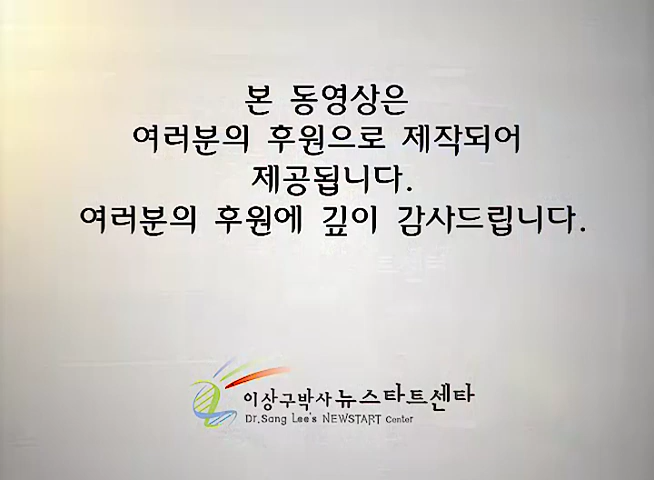 본 동영상은
여러분의 후원으로 제작되어
제공됩니다.
여러분의 후원에 깊이 감사드립니다.
이상구박사 뉴스타트센타
Dr.Sang Lee's NEWSTART Center